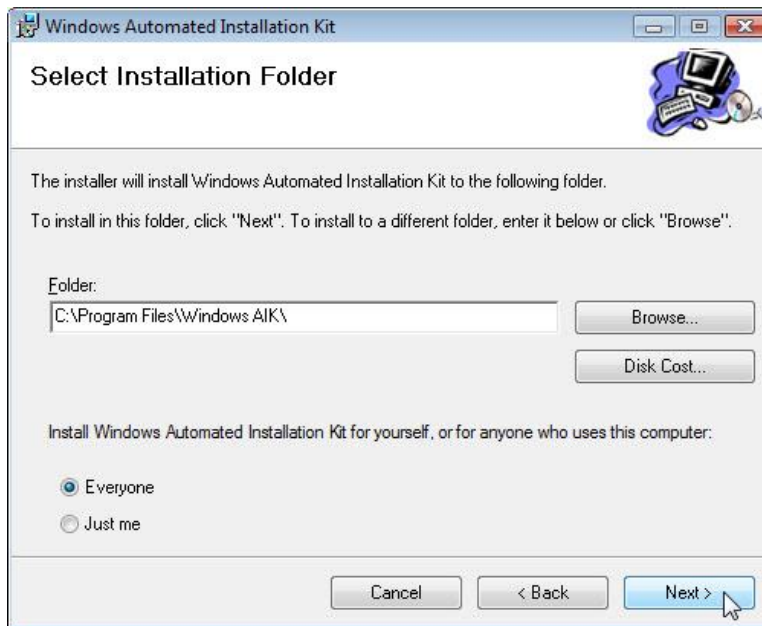 Windows Automated Installation Kit
Select Installation Folder
The installer will install Windows Automated Installation Kit to the following folder.
To install in this folder, click "Next". To install to a different folder, enter it below or click "Browse".
Folder:
C:\Program Files\Windows AIK\
Browse...
Disk Cost...
Install Windows Automated Installation Kit for yourself, or for anyone who uses this computer:
Everyone
Just me
Cancel
< Back
Next >